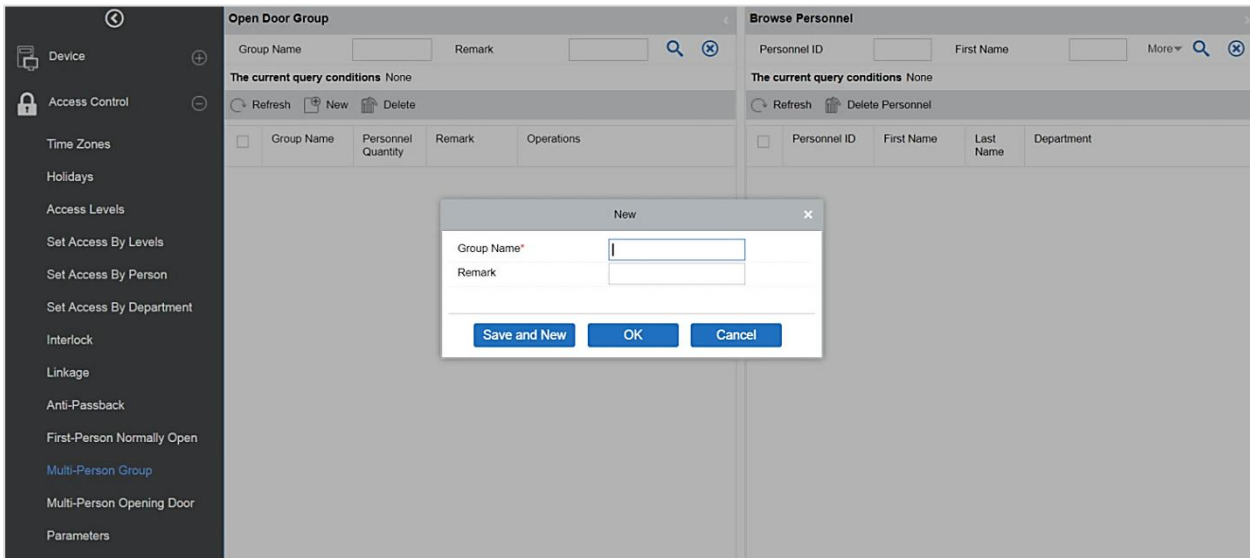 Device
Access Control
Time Zones
Holidays
Access Levels
Set Access By Levels
Set Access By Person
Set Access By Department
Interlock
Linkage
Anti-Passback
First-Person Normally Open
Multi-Person Group
Multi-Person Opening Door
Parameters
Open Door Group
Group Name Remark
The current query conditions None
Refresh New Delete
Group Name Personnel Quantity Remark Operations
Browse Personnel
Personnel ID First Name More
The current query conditions None
Refresh Delete Personnel
Personnel ID First Name Last Name Department
New
Group Name*
Remark
Save and New OK Cancel